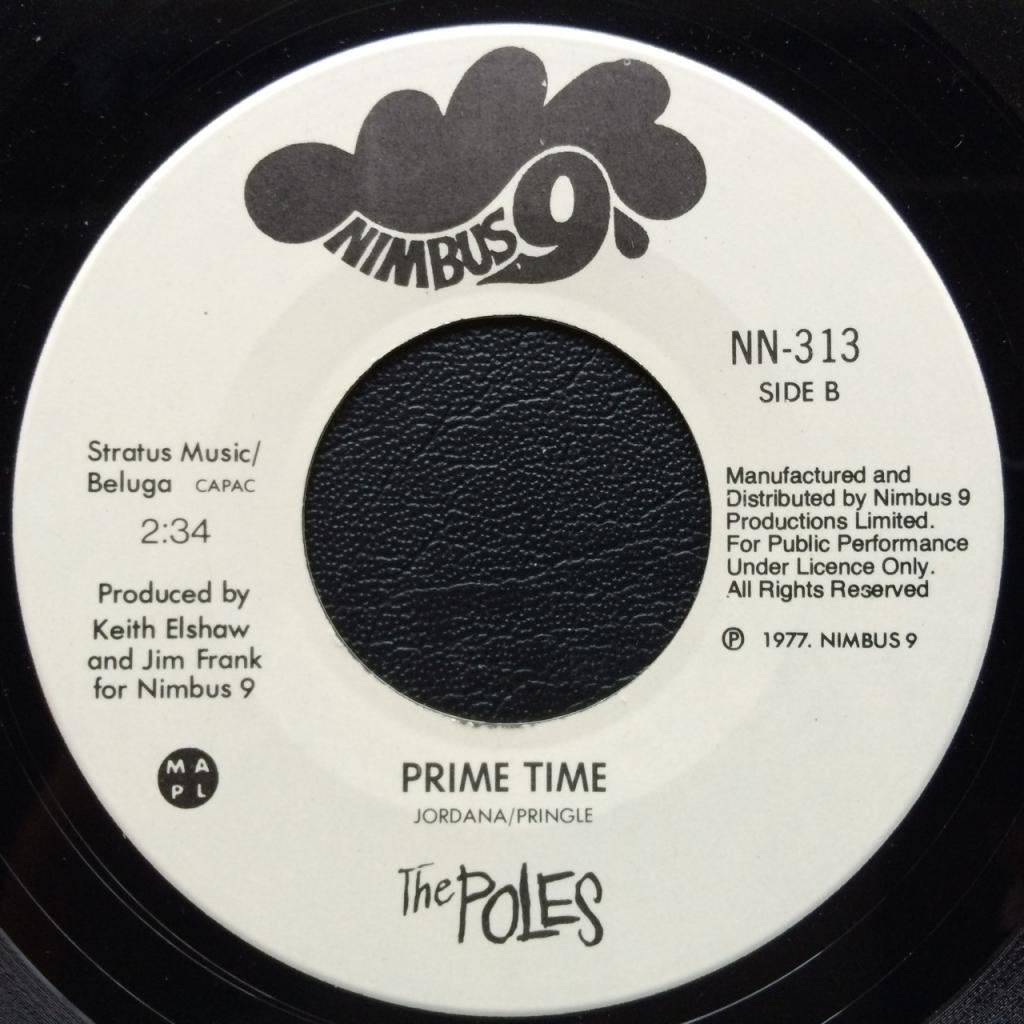 NIMBUS 9
NN-313
SIDE B
Stratus Music/
Beluga CAPAC
2:34
Produced by
Keith Elshaw
and Jim Frank
for Nimbus 9
M A
P L
Manufactured and
Distributed by Nimbus 9
Productions Limited.
For Public Performance
Under Licence Only.
All Rights Reserved
℗ 1977. NIMBUS 9
PRIME TIME
JORDANA/PRINGLE
The POLES